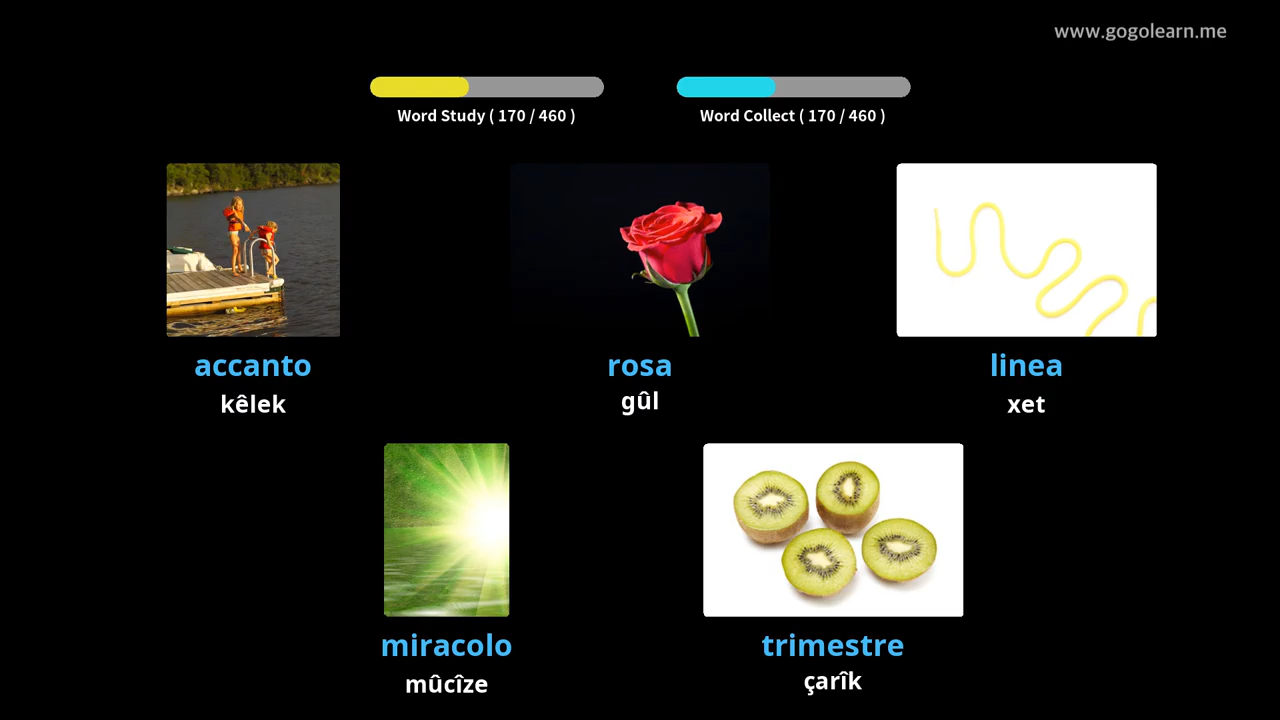 www.gogolearn.me
Word Study ( 170 / 460 )
Word Collect ( 170 / 460 )
accanto
kêlek
rosa
gûl
linea
xet
miracolo
mûcîze
trimestre
çarîk